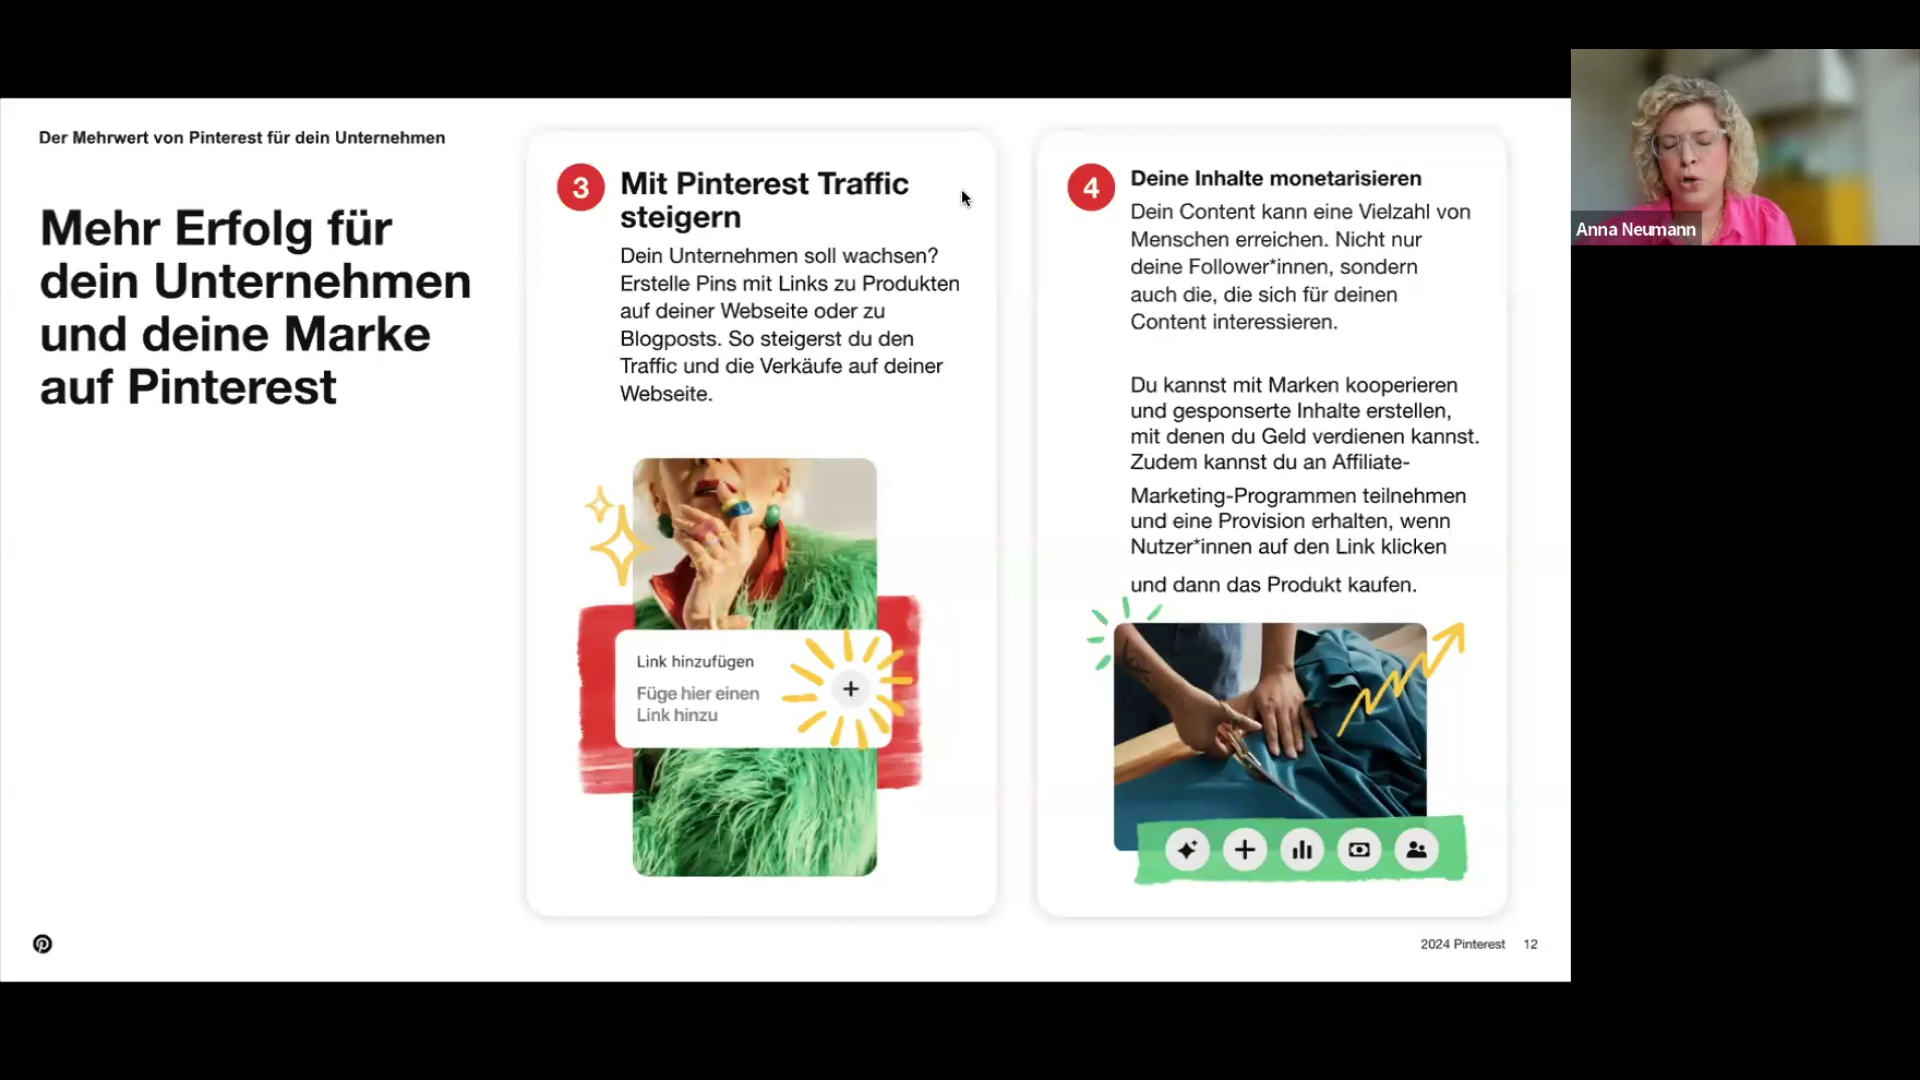 Der Mehrwert von Pinterest für dein Unternehmen
Mehr Erfolg für
dein Unternehmen
und deine Marke
auf Pinterest
3
Mit Pinterest Traffic
steigern
Dein Unternehmen soll wachsen?
Erstelle Pins mit Links zu Produkten
auf deiner Webseite oder zu
Blogposts. So steigerst du den
Traffic und die Verkäufe auf deiner
Webseite.
Link hinzufügen
Füge hier einen
Link hinzu
4
Deine Inhalte monetarisieren
Dein Content kann eine Vielzahl von
Menschen erreichen. Nicht nur
deine Follower*innen, sondern
auch die, die sich für deinen
Content interessieren.
Du kannst mit Marken kooperieren
und gesponserte Inhalte erstellen,
mit denen du Geld verdienen kannst.
Zudem kannst du an Affiliate-
Marketing-Programmen teilnehmen
und eine Provision erhalten, wenn
Nutzer*innen auf den Link klicken
und dann das Produkt kaufen.
2024 Pinterest 12
Anna Neumann